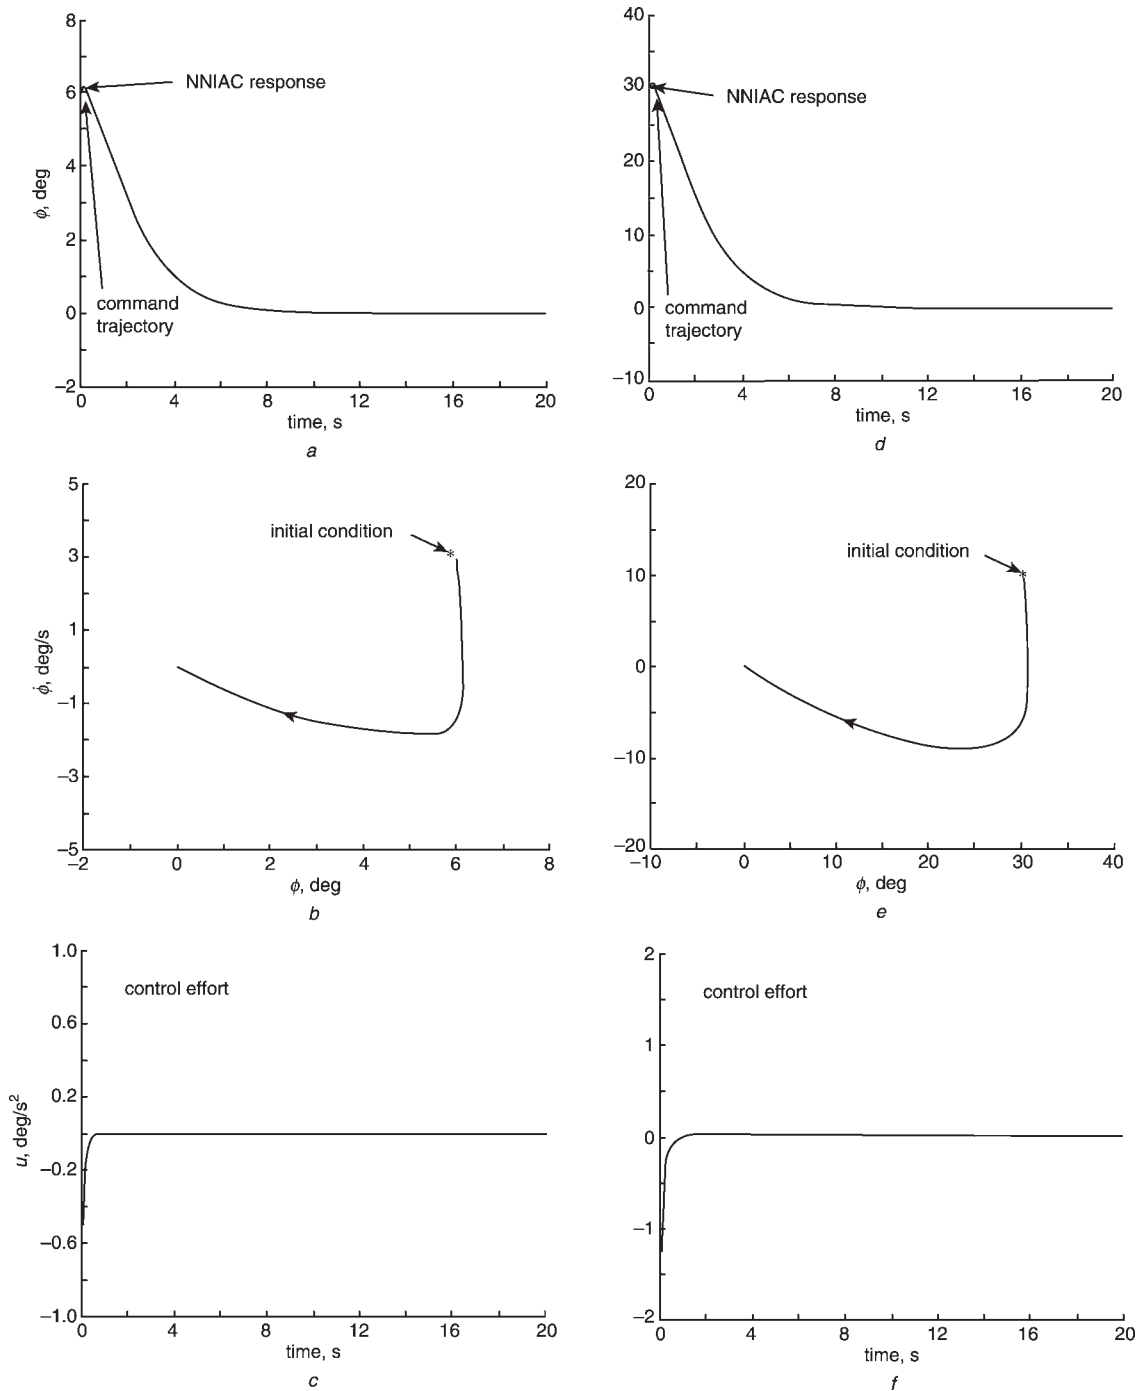 8
6
4
2
0
−2
ϕ, deg
NNIAC response
command
trajectory
0 4 8 12 16 20
time, s
a
40
30
20
10
0
−10
NNIAC response
command
trajectory
0 4 8 12 16 20
time, s
d
5
3
1
−1
−3
−5
ϕ̇, deg/s
initial condition
*
−2 0 2 4 6 8
ϕ, deg
b
20
10
0
−10
−20
initial condition
*
−10 0 10 20 30 40
ϕ, deg
e
1.0
0.6
0.2
−0.2
−0.6
−1.0
u, deg/s²
control effort
0 4 8 12 16 20
time, s
c
2
1
0
−1
−2
control effort
0 4 8 12 16 20
time, s
f